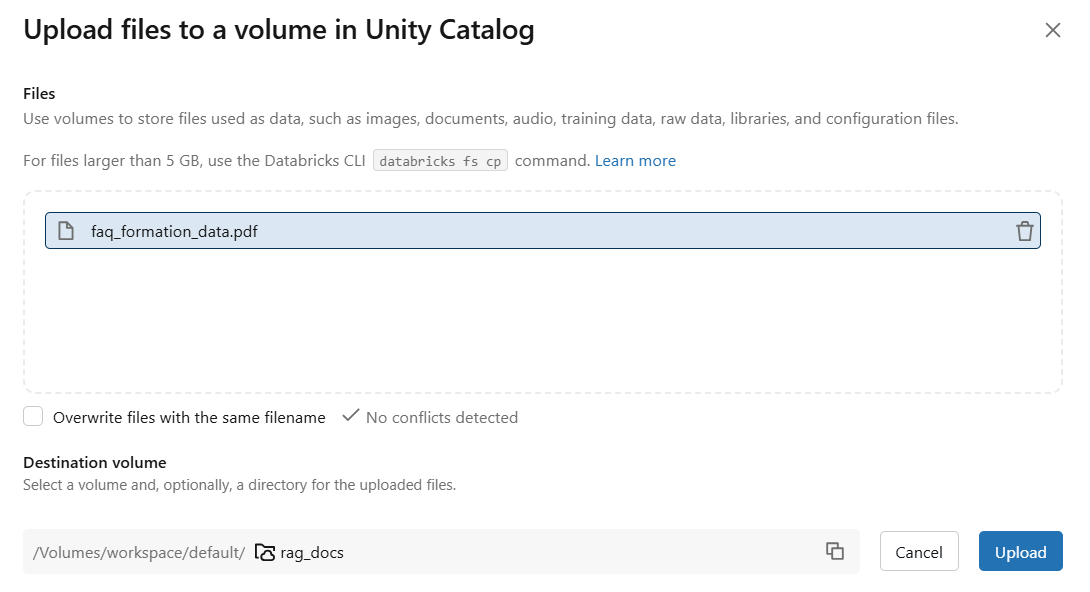 Upload files to a volume in Unity Catalog
Files
Use volumes to store files used as data, such as images, documents, audio, training data, raw data, libraries, and configuration files.
For files larger than 5 GB, use the Databricks CLI databricks fs cp command. Learn more
faq_formation_data.pdf
Overwrite files with the same filename No conflicts detected
Destination volume
Select a volume and, optionally, a directory for the uploaded files.
/Volumes/workspace/default/ rag_docs Cancel Upload